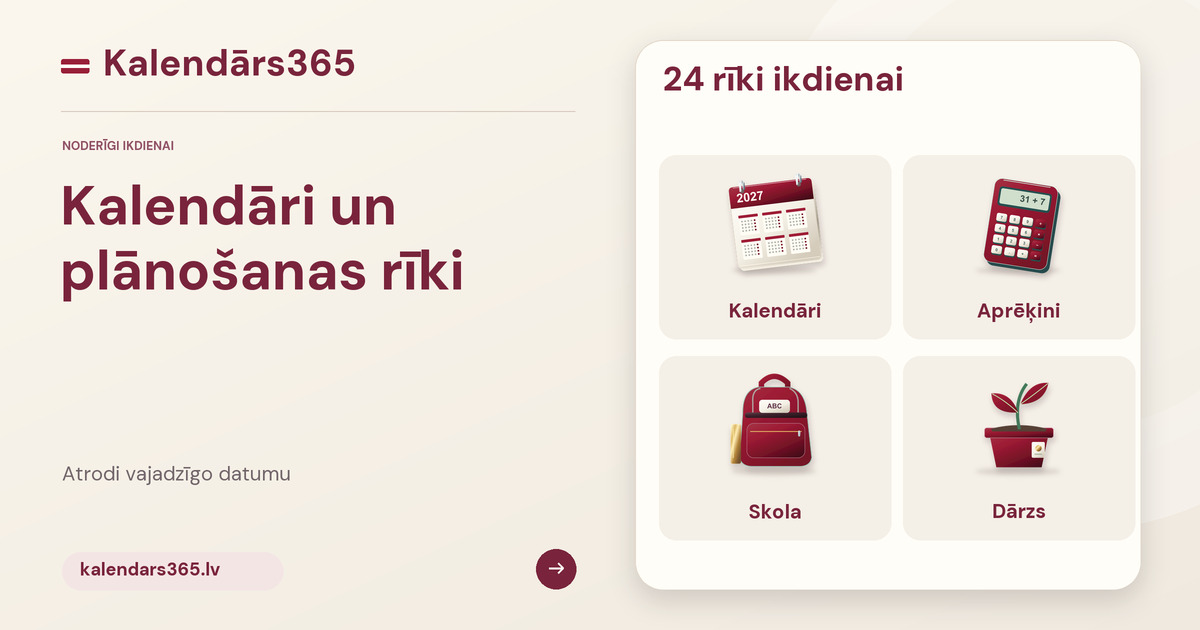 Kalendārs365
NODERĪGI IKDIENAI
Kalendāri un
plānošanas rīki
Atrodi vajadzīgo datumu
kalendars365.lv
24 rīki ikdienai
2027
Kalendāri
31 + 7
Aprēķini
ABC
Skola
Dārzs